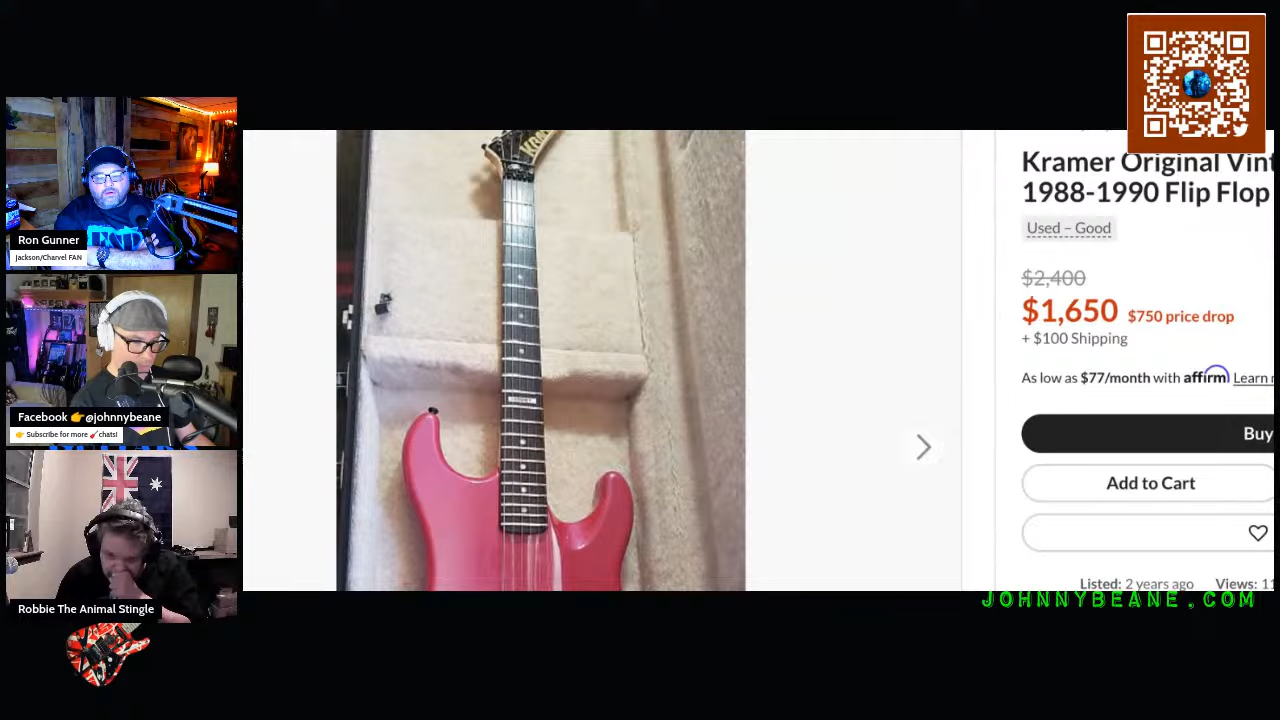 Ron Gunner
Jackson/Charvel FAN
Facebook 👉@johnnybeane
👉 Subscribe for more 🎸chats!
Robbie The Animal Stingle
Kramer Original Vint
1988-1990 Flip Flop
Used – Good
$2,400
$1,650 $750 price drop
+ $100 Shipping
As low as $77/month with affirm Learn
Buy
Add to Cart
Listed: 2 years ago Views: 11
JOHNNYBEANE.COM